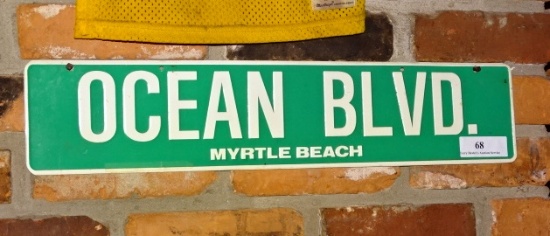 OCEAN BLVD.
MYRTLE BEACH
68